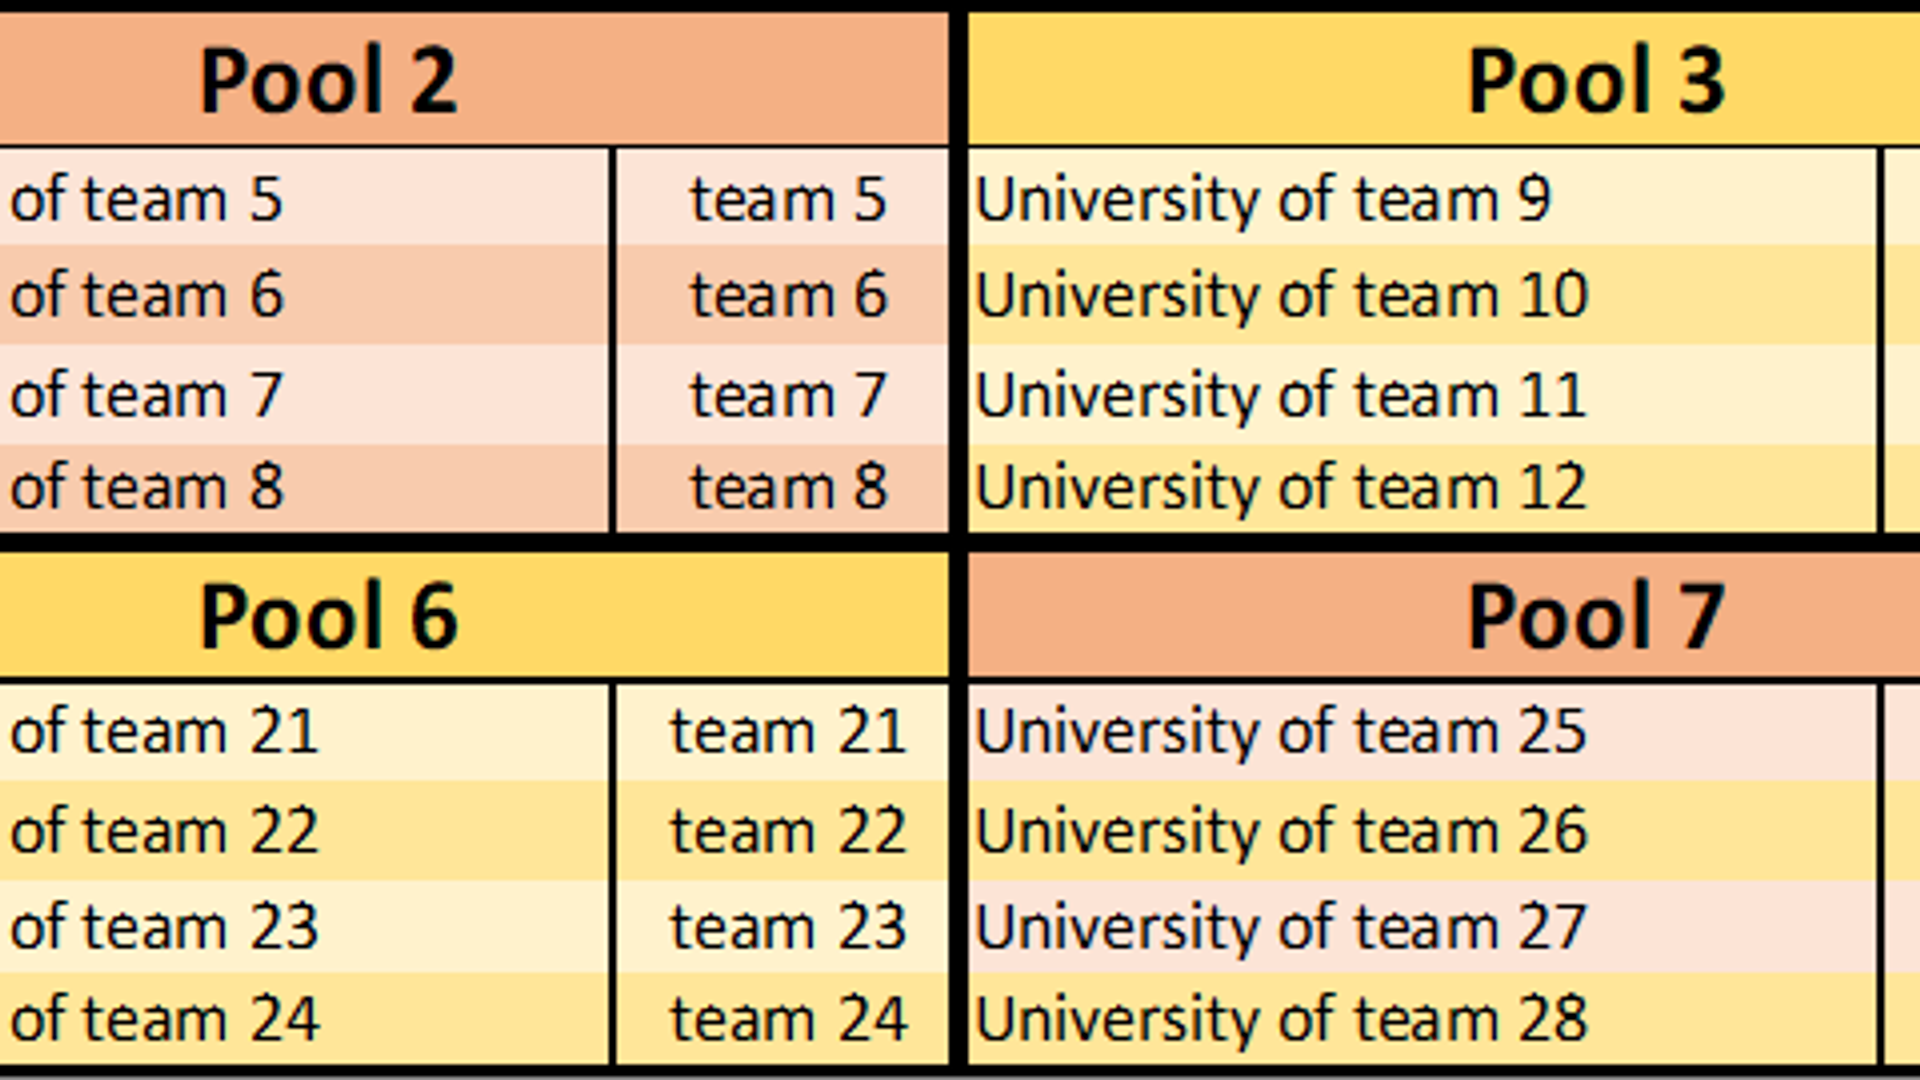 Pool 2
Pool 3
of team 5 team 5 University of team 9
of team 6 team 6 University of team 10
of team 7 team 7 University of team 11
of team 8 team 8 University of team 12
Pool 6
Pool 7
of team 21 team 21 University of team 25
of team 22 team 22 University of team 26
of team 23 team 23 University of team 27
of team 24 team 24 University of team 28